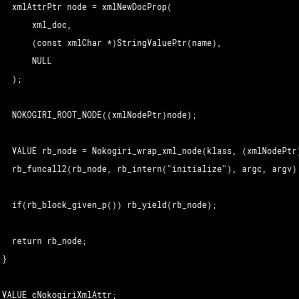 xmlAttrPtr node = xmlNewDocProp(
xml_doc,
(const xmlChar *)StringValuePtr(name),
NULL
);
NOKOGIRI_ROOT_NODE((xmlNodePtr)node);
VALUE rb_node = Nokogiri_wrap_xml_node(klass, (xmlNodePtr)
rb_funcall2(rb_node, rb_intern("initialize"), argc, argv)
if(rb_block_given_p()) rb_yield(rb_node);
return rb_node;
}
VALUE cNokogiriXmlAttr;